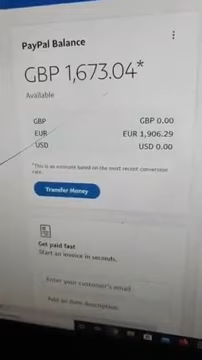 PayPal Balance
GBP 1,673.04*
Available
GBP GBP 0.00
EUR EUR 1,906.29
USD USD 0.00
*This is an estimate based on the most recent conversion
rate.
Transfer Money
Get paid fast
Start an invoice in seconds.
Enter your customer's email
Add an item description